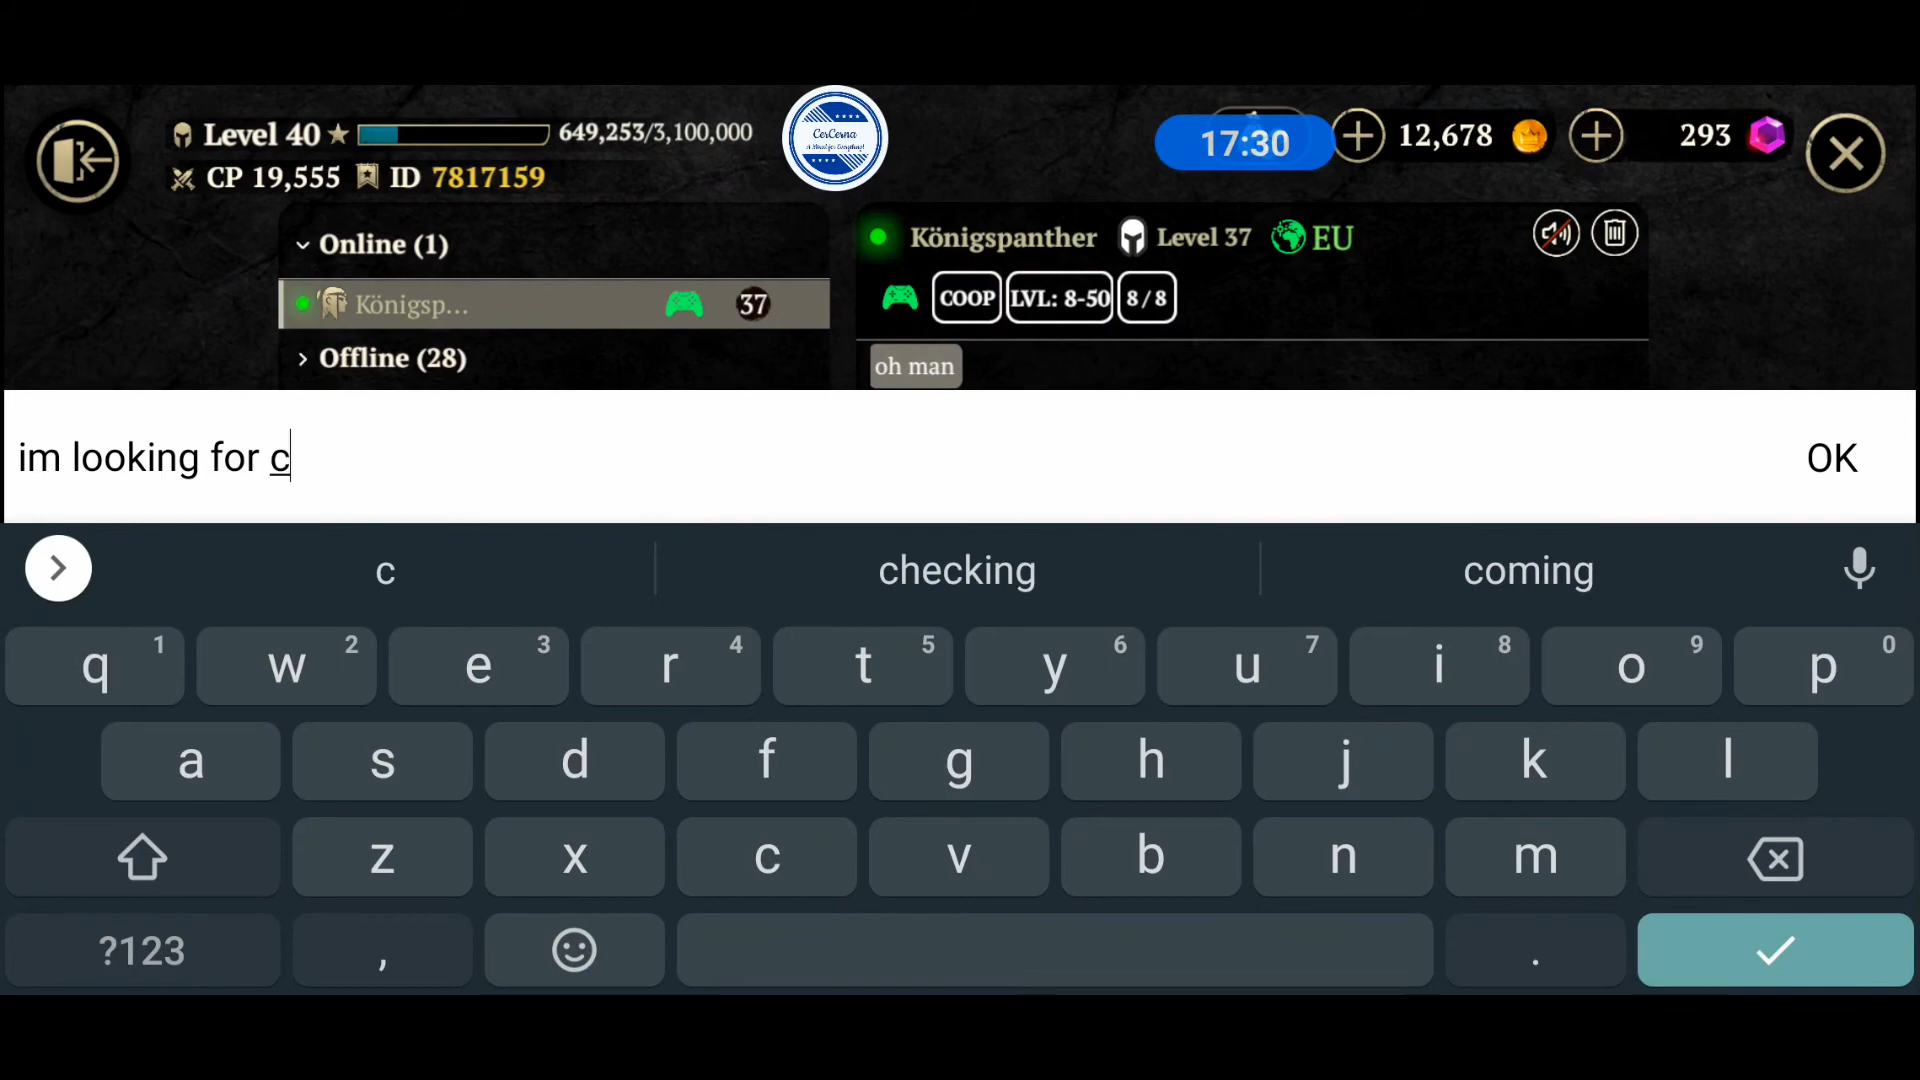 Level 40 649,253/3,100,000
CP 19,555 ID 7817159
CerCerna
17:30
12,678
293
Online (1)
Königsp... 37
Offline (28)
Königspanther Level 37 EU
COOP LVL: 8-50 8/8
oh man
im looking for c
OK
c checking coming
q 1 w 2 e 3 r 4 t 5 y 6 u 7 i 8 o 9 p 0
a s d f g h j k l
z x c v b n m
?123 , .